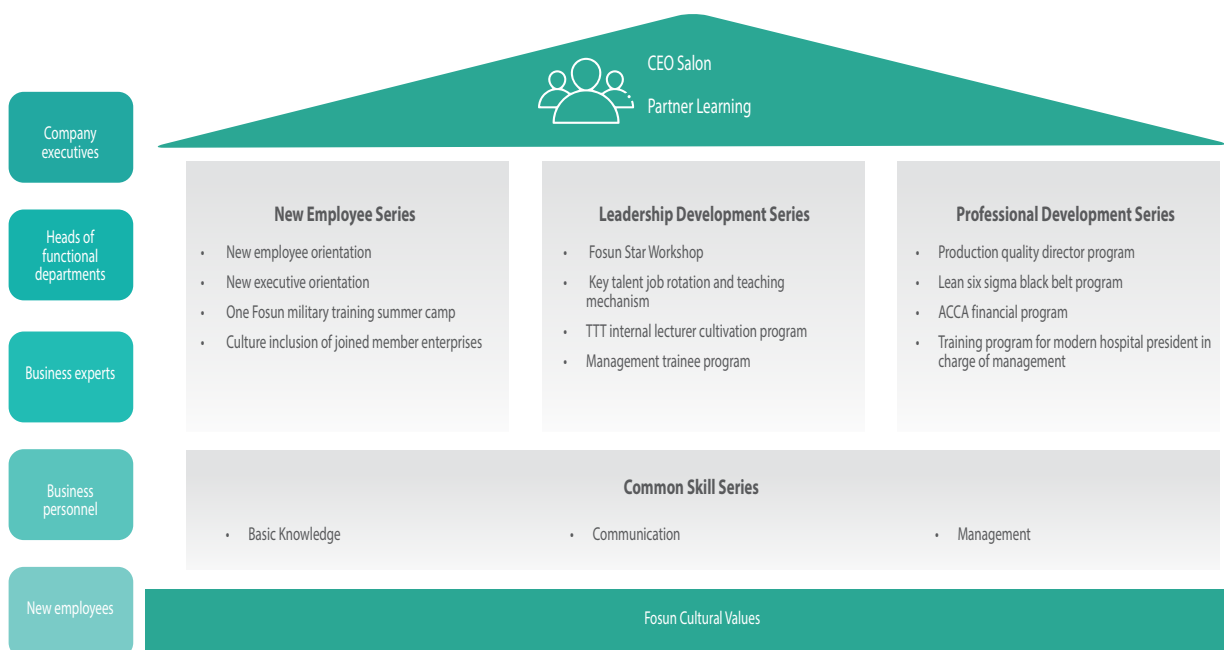 CEO Salon
Partner Learning
Company
executives
Heads of
functional
departments
Business experts
Business
personnel
New employees
New Employee Series
• New employee orientation
• New executive orientation
• One Fosun military training summer camp
• Culture inclusion of joined member enterprises
Leadership Development Series
• Fosun Star Workshop
• Key talent job rotation and teaching
mechanism
• TTT internal lecturer cultivation program
• Management trainee program
Professional Development Series
• Production quality director program
• Lean six sigma black belt program
• ACCA financial program
• Training program for modern hospital president in
charge of management
Common Skill Series
• Basic Knowledge
• Communication
• Management
Fosun Cultural Values